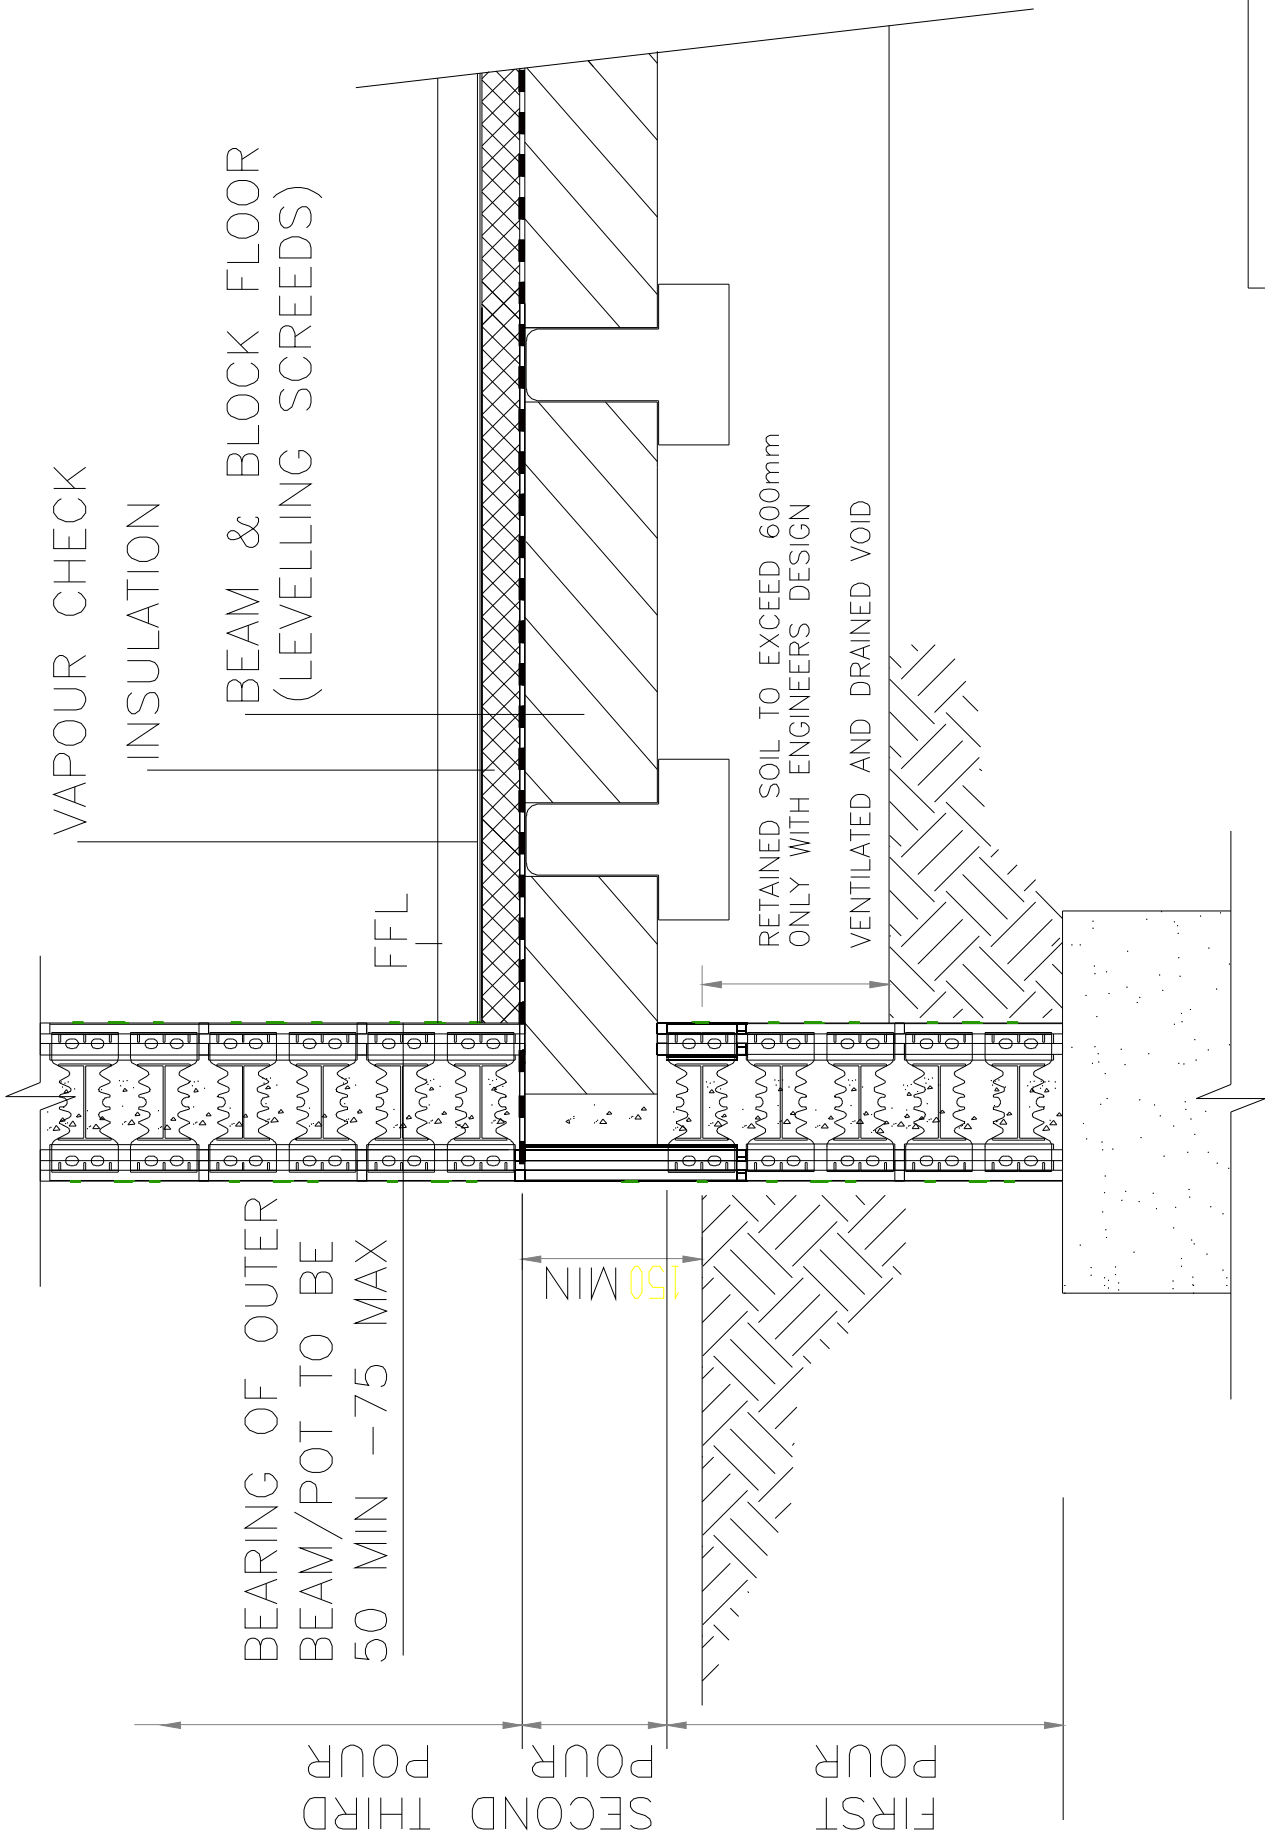 VAPOUR CHECK
INSULATION
BEAM & BLOCK FLOOR
(LEVELLING SCREEDS)
FFL
RETAINED SOIL TO EXCEED 600mm
ONLY WITH ENGINEERS DESIGN
VENTILATED AND DRAINED VOID
BEARING OF OUTER
BEAM/POT TO BE
50 MIN -75 MAX
150 MIN
THIRD
POUR
SECOND
POUR
FIRST
POUR